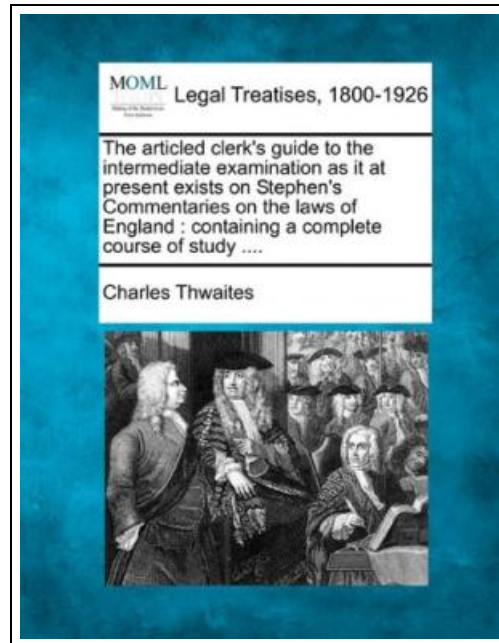 MOML
Legal Treatises, 1800-1926
The articled clerk's guide to the
intermediate examination as it at
present exists on Stephen's
Commentaries on the laws of
England : containing a complete
course of study ....
Charles Thwaites